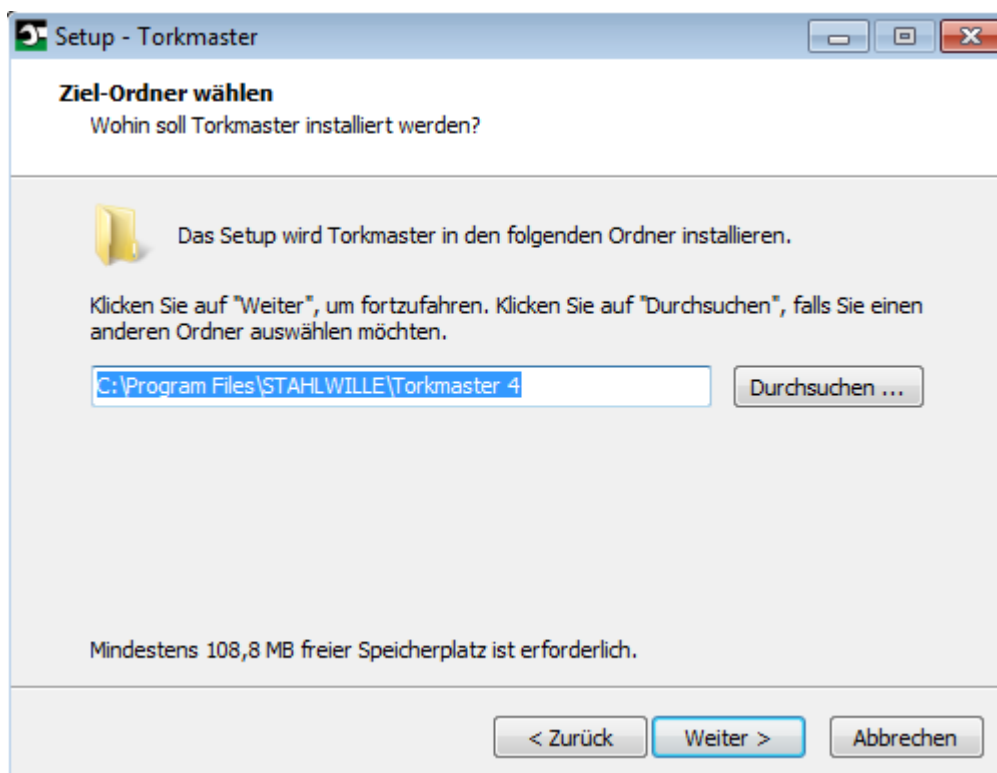 Setup - Torkmaster
Ziel-Ordner wählen
Wohin soll Torkmaster installiert werden?
Das Setup wird Torkmaster in den folgenden Ordner installieren.
Klicken Sie auf "Weiter", um fortzufahren. Klicken Sie auf "Durchsuchen", falls Sie einen
anderen Ordner auswählen möchten.
C:\Program Files\STAHLWILLE\Torkmaster 4
Durchsuchen ...
Mindestens 108,8 MB freier Speicherplatz ist erforderlich.
< Zurück Weiter > Abbrechen